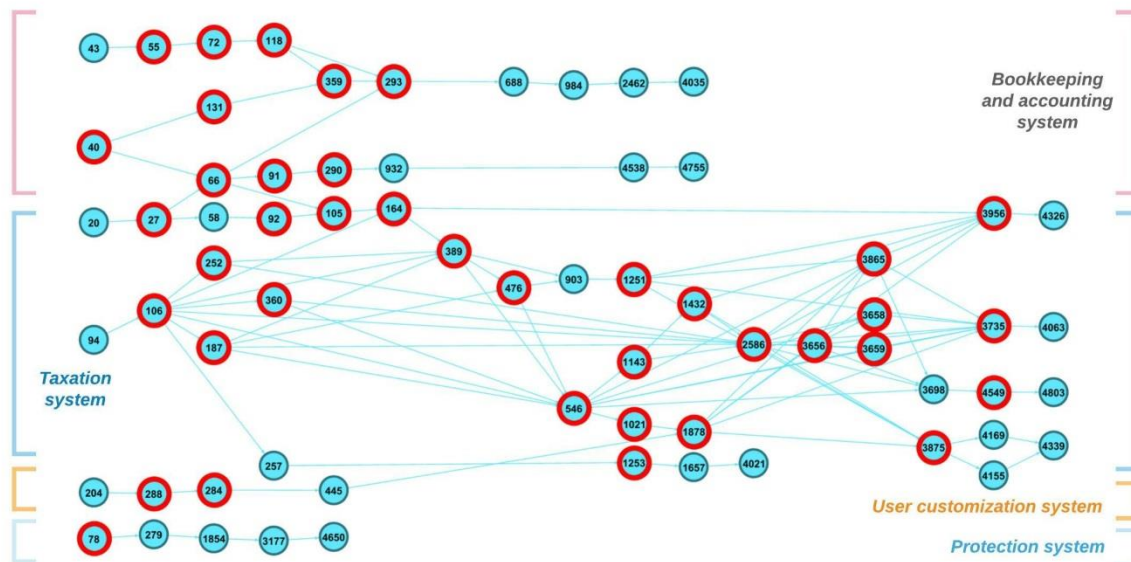 43 55 72 118
359 293 688 984 2462 4035
Bookkeeping
and accounting
system
131
40
66 91 290 932 4538 4755
20 27 58 92 105 164 3956 4326
252 389 3865
106 360 476 903 1251 1432 3658
94 187 1143 2586 3656 3659 3735 4063
Taxation
system
3698 4549 4803
546 1021 1878 3875 4169 4339
257 1253 1657 4021 4155
204 288 284 445
User customization system
78 279 1854 3177 4650
Protection system